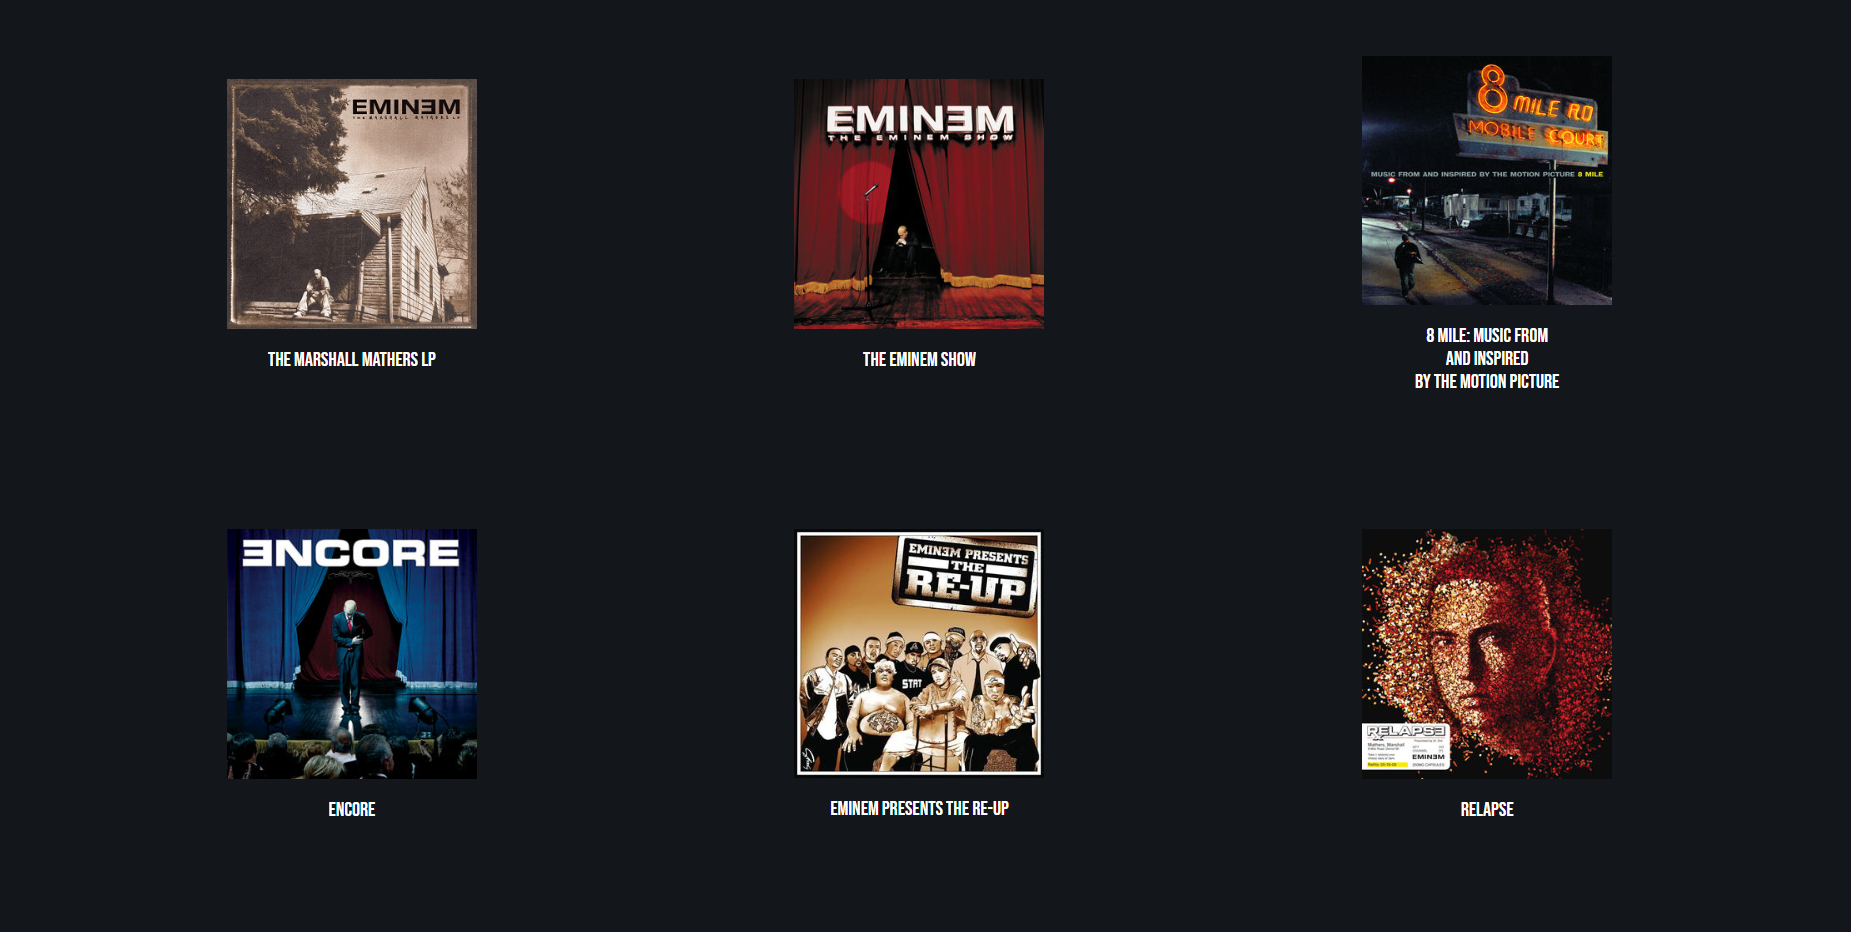 EMINƎM
THE MARSHALL MATHERS LP
THE MARSHALL MATHERS LP
EMINƎM
THE EMINEM SHOW
THE EMINEM SHOW
8 MILE RD
MOBILE COURT
MUSIC FROM AND INSPIRED BY THE MOTION PICTURE 8 MILE
8 MILE: MUSIC FROM
AND INSPIRED
BY THE MOTION PICTURE
ƎNCORE
ENCORE
EMINƎM PRESENTS
THE
RE-UP
STAT
EMINEM PRESENTS THE RE-UP
RELAPSƎ
Mathers, Marshall
EMINƎM
RELAPSE